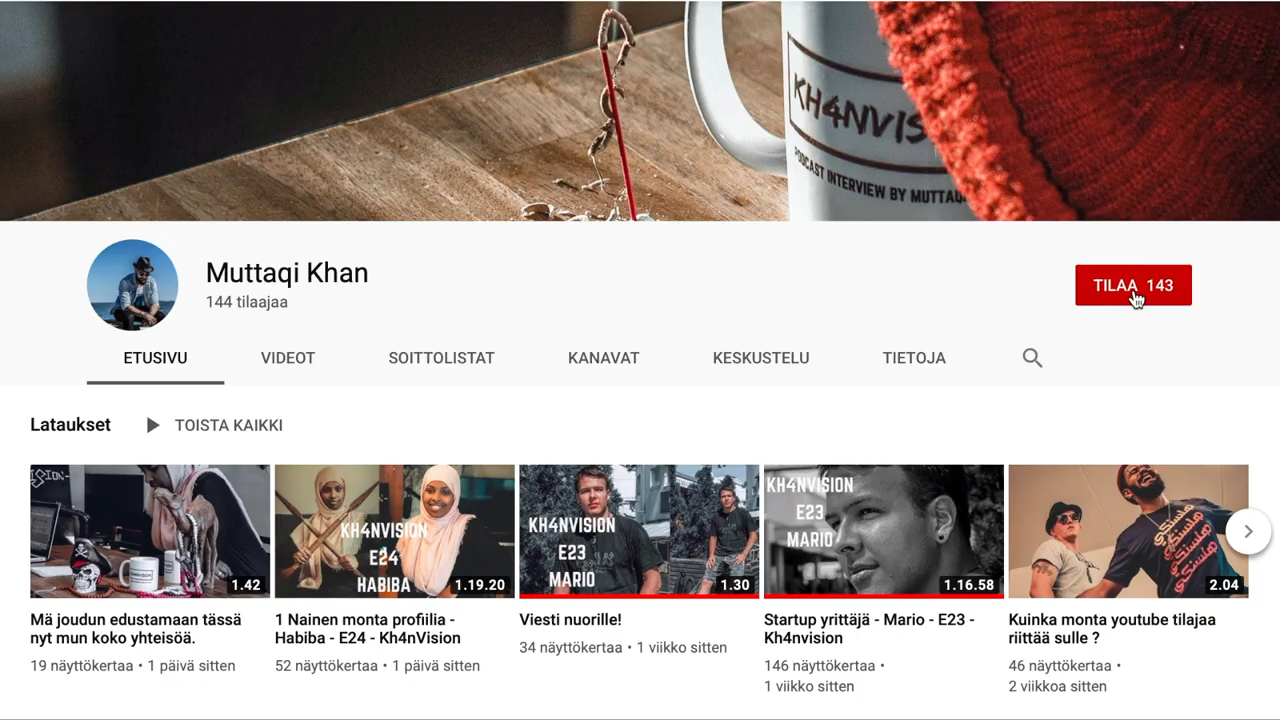 KH4NVIS
PODCAST INTERVIEW BY MUTTAQ
Muttaqi Khan
144 tilaajaa
TILAA 143
ETUSIVU VIDEOT SOITTOLISTAT KANAVAT KESKUSTELU TIETOJA
Lataukset TOISTA KAIKKI
1.42
KH4NVISION
E24
HABIBA
1.19.20
KH4NVISION
E23
MARIO
1.30
KH4NVISION
E23
MARIO
1.16.58
2.04
Mä joudun edustamaan tässä
nyt mun koko yhteisöä.
19 näyttökertaa • 1 päivä sitten
1 Nainen monta profiilia -
Habiba - E24 - Kh4nVision
52 näyttökertaa • 1 päivä sitten
Viesti nuorille!
34 näyttökertaa • 1 viikko sitten
Startup yrittäjä - Mario - E23 -
Kh4nvision
146 näyttökertaa •
1 viikko sitten
Kuinka monta youtube tilajaa
riittää sulle ?
46 näyttökertaa •
2 viikkoa sitten